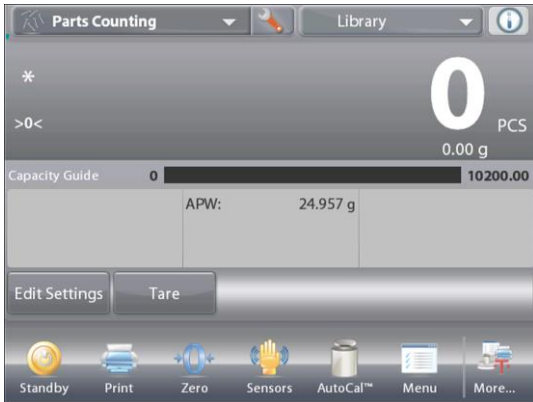 Parts Counting Library
*
0
>0< PCS
0.00 g
Capacity Guide 0 10200.00
APW: 24.957 g
Edit Settings Tare
Standby Print Zero Sensors AutoCal™ Menu More...